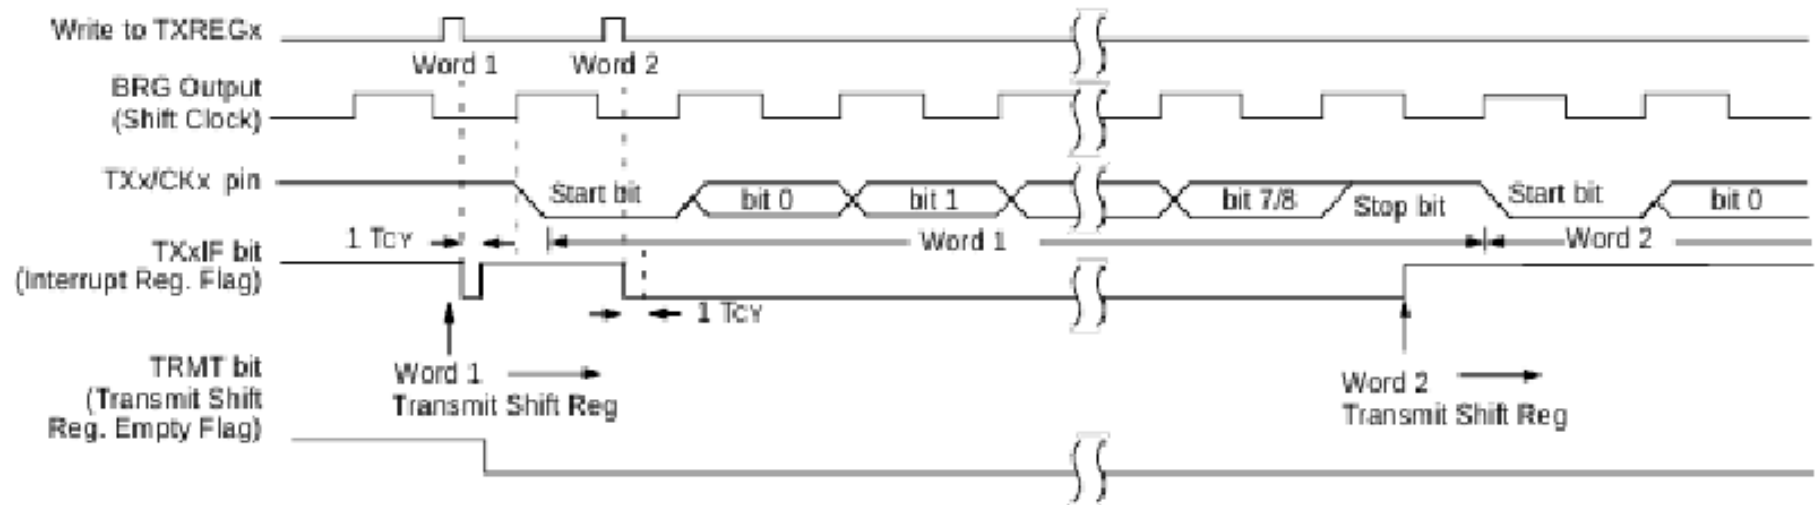 Write to TXREGx
Word 1
Word 2
BRG Output
(Shift Clock)
TXx/CKx pin
Start bit
bit 0
bit 1
bit 7/8
Stop bit
Start bit
bit 0
1 TCY
Word 1
Word 2
TXxIF bit
(Interrupt Reg. Flag)
1 TCY
TRMT bit
(Transmit Shift
Reg. Empty Flag)
Word 1
Transmit Shift Reg
Word 2
Transmit Shift Reg